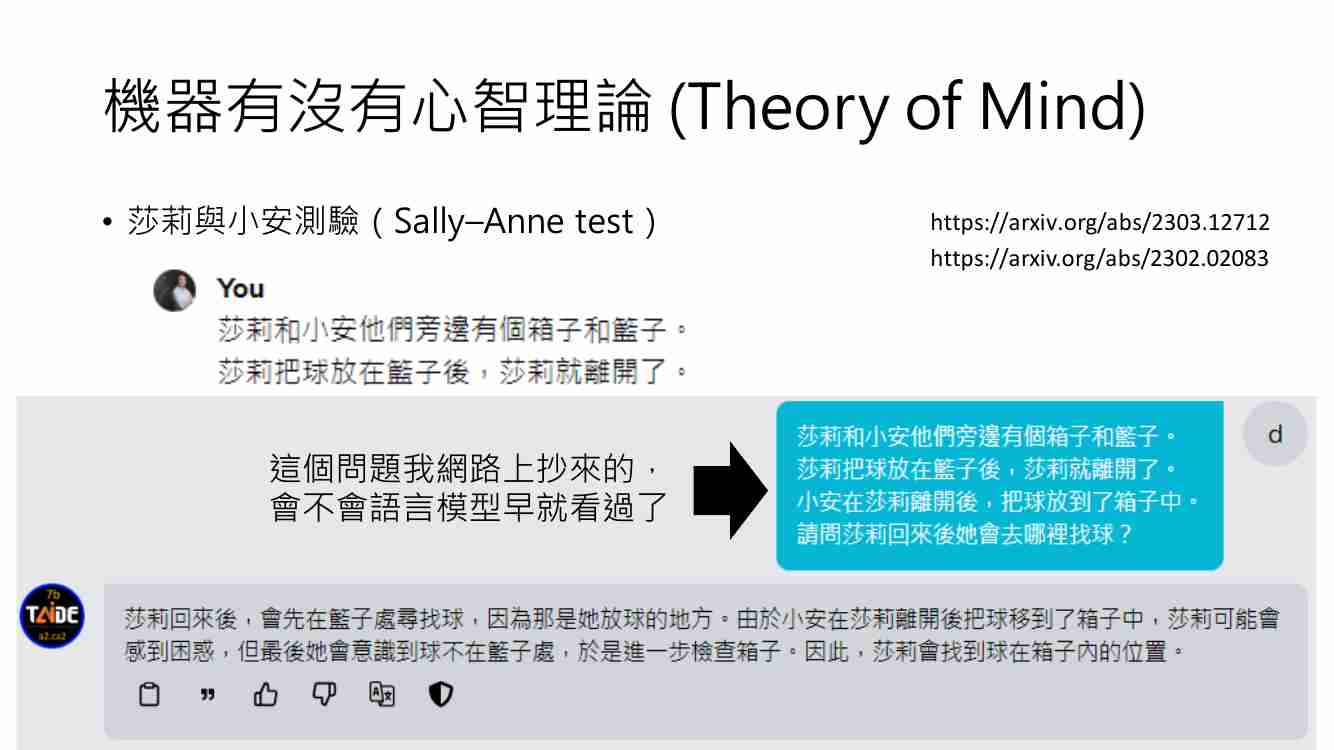 機器有沒有心智理論 (Theory of Mind)
• 莎莉與小安測驗（Sally–Anne test）
https://arxiv.org/abs/2303.12712
https://arxiv.org/abs/2302.02083
You
莎莉和小安他們旁邊有個箱子和籃子。
莎莉把球放在籃子後，莎莉就離開了。
這個問題我網路上抄來的，
會不會語言模型早就看過了
莎莉和小安他們旁邊有個箱子和籃子。
莎莉把球放在籃子後，莎莉就離開了。
小安在莎莉離開後，把球放到了箱子中。
請問莎莉回來後她會去哪裡找球？
d
7b
TAIDE
a2.ca2
莎莉回來後，會先在籃子處尋找球，因為那是她放球的地方。由於小安在莎莉離開後把球移到了箱子中，莎莉可能會
感到困惑，但最後她會意識到球不在籃子處，於是進一步檢查箱子。因此，莎莉會找到球在箱子內的位置。